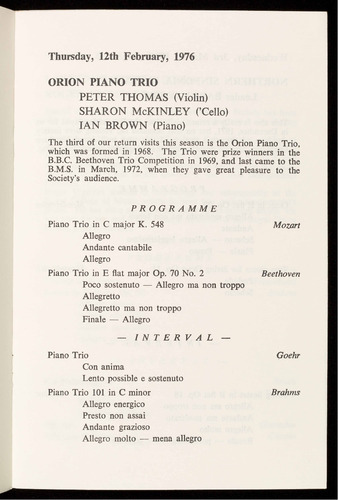 Thursday, 12th February, 1976
ORION PIANO TRIO
PETER THOMAS (Violin)
SHARON McKINLEY ('Cello)
IAN BROWN (Piano)
The third of our return visits this season is the Orion Piano Trio,
which was formed in 1968. The Trio were prize winners in the
B.B.C. Beethoven Trio Competition in 1969, and last came to the
B.M.S. in March, 1972, when they gave great pleasure to the
Society's audience.
PROGRAMME
Piano Trio in C major K. 548 Mozart
Allegro
Andante cantabile
Allegro
Piano Trio in E flat major Op. 70 No. 2 Beethoven
Poco sostenuto — Allegro ma non troppo
Allegretto
Allegretto ma non troppo
Finale — Allegro
— INTERVAL —
Piano Trio Goehr
Con anima
Lento possible e sostenuto
Piano Trio 101 in C minor Brahms
Allegro energico
Presto non assai
Andante grazioso
Allegro molto — mena allegro